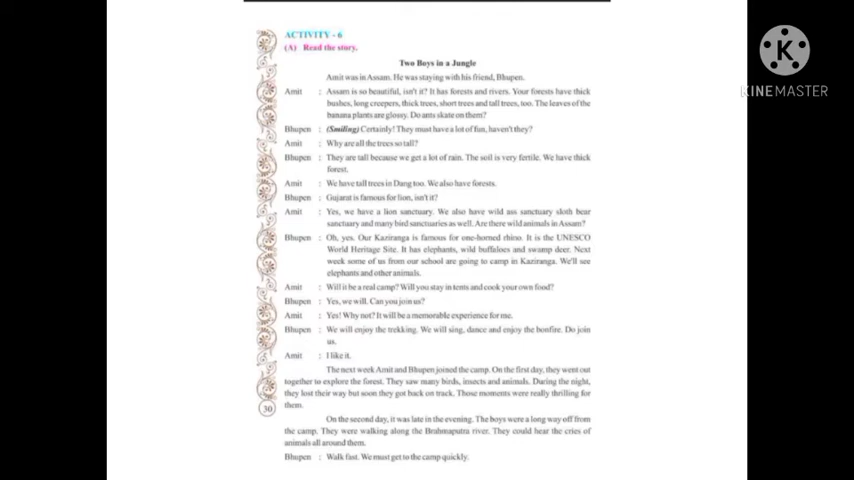 ACTIVITY - 6
(A) Read the story.
Two Boys in a Jungle
Amit was in Assam. He was staying with his friend, Bhupen.
Amit : Assam is so beautiful, isn't it? It has forests and rivers. Your forests have thick
bushes, long creepers, thick trees, short trees and tall trees, too. The leaves of the
banana plants are glossy. Do ants skate on them?
Bhupen : (Smiling) Certainly! They must have a lot of fun, haven't they?
Amit : Why are all the trees so tall?
Bhupen : They are tall because we get a lot of rain. The soil is very fertile. We have thick
forest.
Amit : We have tall trees in Dang too. We also have forests.
Bhupen : Gujarat is famous for lion, isn't it?
Amit : Yes, we have a lion sanctuary. We also have wild ass sanctuary sloth bear
sanctuary and many bird sanctuaries as well. Are there wild animals in Assam?
Bhupen : Oh, yes. Our Kaziranga is famous for one-horned rhino. It is the UNESCO
World Heritage Site. It has elephants, wild buffaloes and swamp deer. Next
week some of us from our school are going to camp in Kaziranga. We'll see
elephants and other animals.
Amit : Will it be a real camp? Will you stay in tents and cook your own food?
Bhupen : Yes, we will. Can you join us?
Amit : Yes! Why not? It will be a memorable experience for me.
Bhupen : We will enjoy the trekking. We will sing, dance and enjoy the bonfire. Do join
us.
Amit : I like it.
The next week Amit and Bhupen joined the camp. On the first day, they went out
together to explore the forest. They saw many birds, insects and animals. During the night,
they lost their way but soon they got back on track. Those moments were really thrilling for
them.
On the second day, it was late in the evening. The boys were a long way off from
the camp. They were walking along the Brahmaputra river. They could hear the cries of
animals all around them.
Bhupen : Walk fast. We must get to the camp quickly.
30
K
KINEMASTER